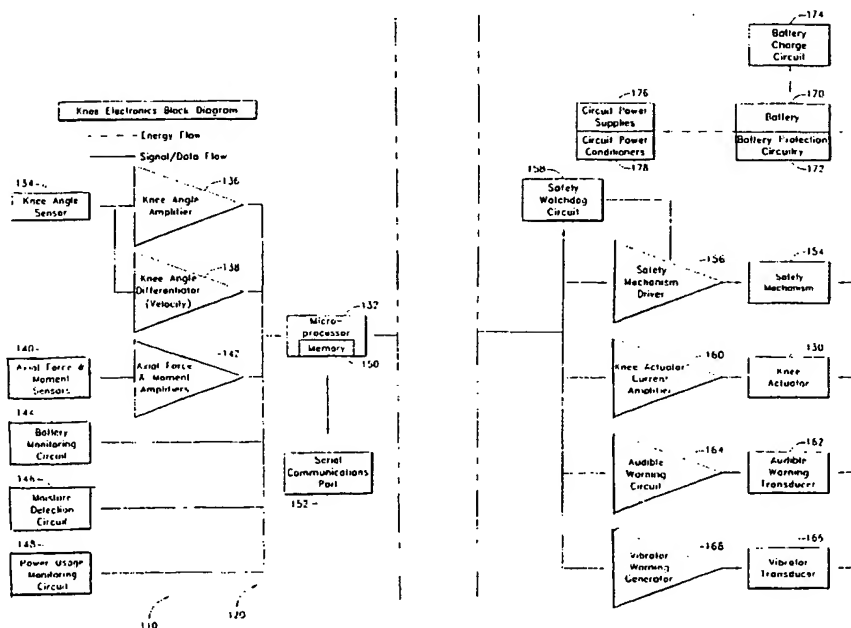 Knee Electronics Block Diagram
Energy Flow
Signal/Data Flow
134
Knee Angle
Sensor
136
Knee Angle
Amplifier
138
Knee Angle
Differentiator
(Velocity)
140
Axial Force &
Moment
Sensors
142
Axial Force
& Moment
Amplifiers
144
Battery
Monitoring
Circuit
146
Moisture
Detection
Circuit
148
Power Usage
Monitoring
Circuit
110
120
132
Micro-
processor
Memory
150
Serial
Communications
Port
152
174
Battery
Charge
Circuit
170
Battery
Battery Protection
Circuitry
172
176
Circuit Power
Supplies
Circuit Power
Conditioners
178
158
Safety
Watchdog
Circuit
156
Safety
Mechanism
Driver
154
Safety
Mechanism
160
Knee Actuator
Current
Amplifier
130
Knee
Actuator
164
Audible
Warning
Circuit
162
Audible
Warning
Transducer
168
Vibrator
Warning
Generator
166
Vibrator
Transducer